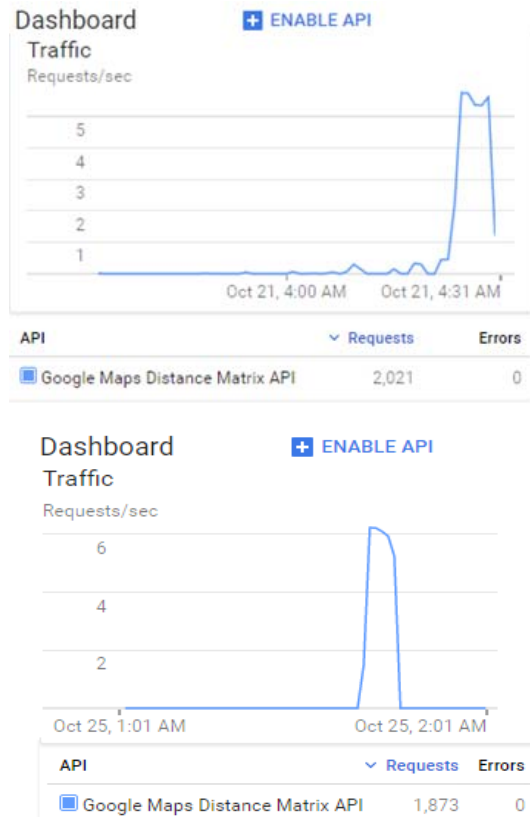 Dashboard + ENABLE API
Traffic
Requests/sec
5
4
3
2
1
Oct 21, 4:00 AM Oct 21, 4:31 AM
API Requests Errors
Google Maps Distance Matrix API 2,021 0
Dashboard + ENABLE API
Traffic
Requests/sec
6
4
2
Oct 25, 1:01 AM Oct 25, 2:01 AM
API Requests Errors
Google Maps Distance Matrix API 1,873 0